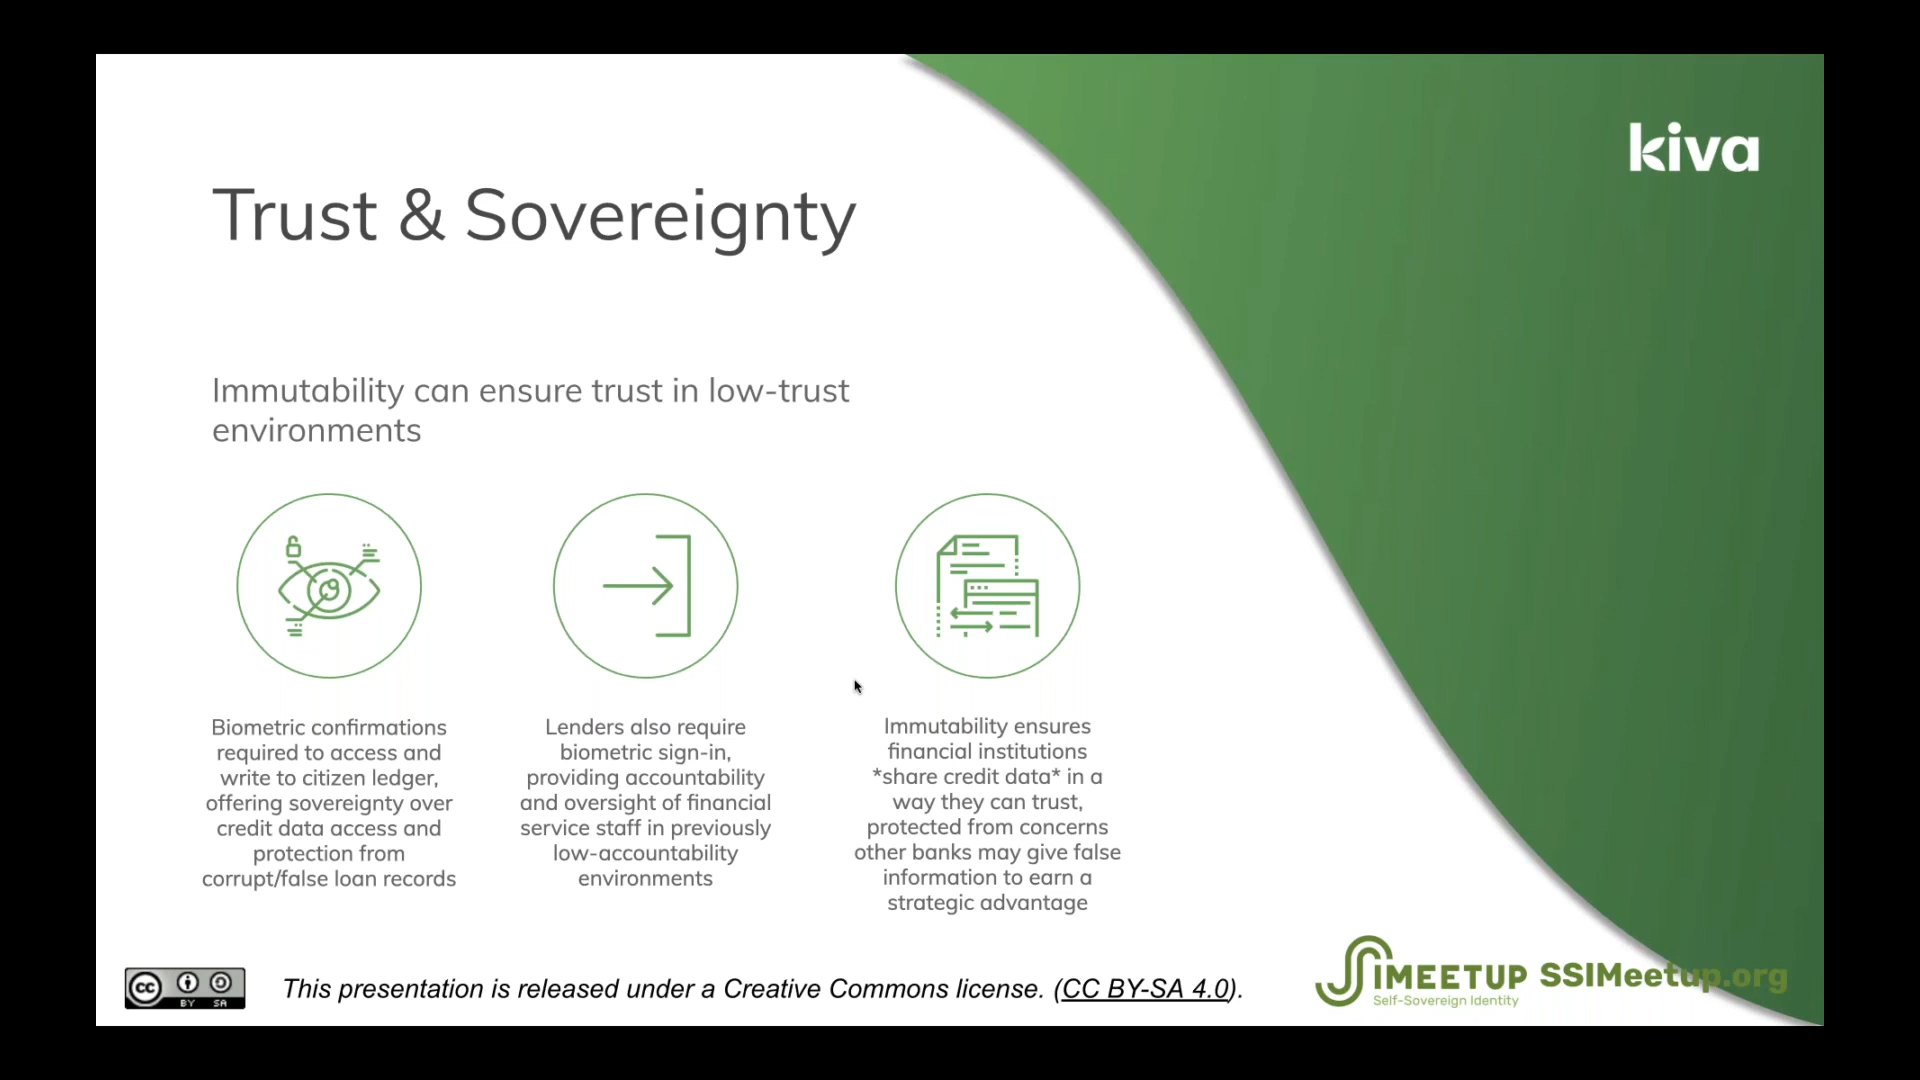 kiva
Trust & Sovereignty
Immutability can ensure trust in low-trust
environments
Biometric confirmations
required to access and
write to citizen ledger,
offering sovereignty over
credit data access and
protection from
corrupt/false loan records
Lenders also require
biometric sign-in,
providing accountability
and oversight of financial
service staff in previously
low-accountability
environments
Immutability ensures
financial institutions
*share credit data* in a
way they can trust,
protected from concerns
other banks may give false
information to earn a
strategic advantage
cc BY SA
This presentation is released under a Creative Commons license. (CC BY-SA 4.0).
SSIMEETUP
Self-Sovereign Identity
SSIMeetup.org